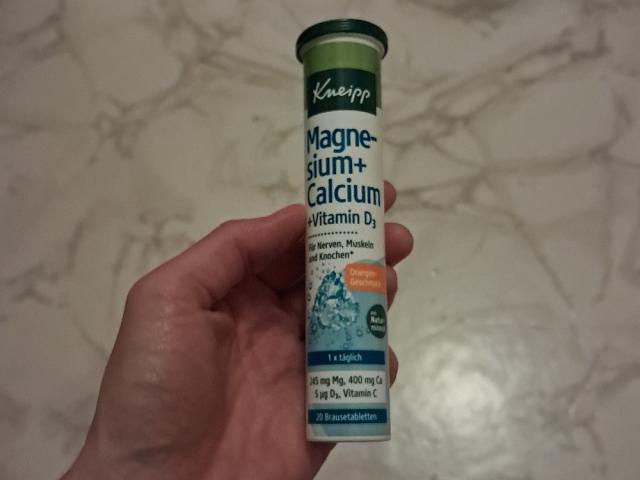 Kneipp
Magne-
sium+
Calcium
+Vitamin D₃
Für Nerven, Muskeln
und Knochen*
Orangen-
Geschmack
1 x täglich
245 mg Mg, 400 mg Ca
5 µg D₃, Vitamin C
20 Brausetabletten